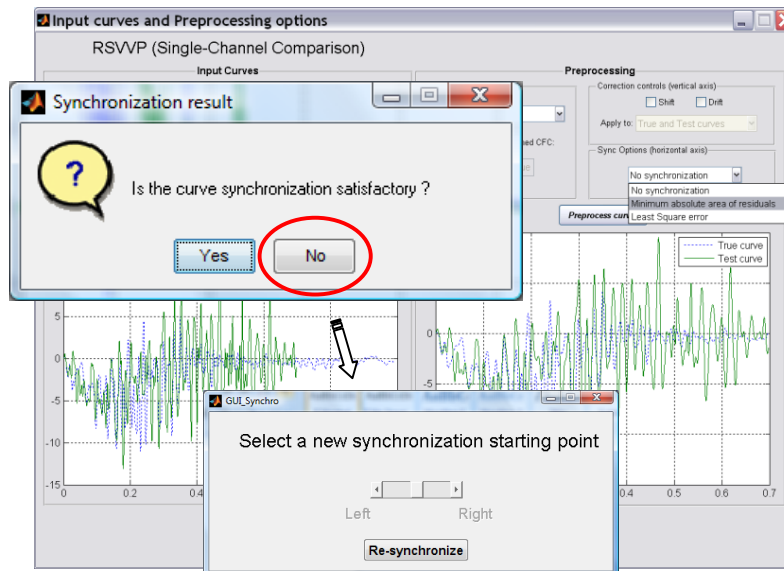 Input curves and Preprocessing options
RSVVP (Single-Channel Comparison)
Input Curves
Preprocessing
Correction controls (vertical axis)
Shift Drift
Apply to: True and Test curves
CFC:
Sync Options (horizontal axis)
No synchronization
No synchronization
Minimum absolute area of residuals
Least Square error
Preprocess
Synchronization result
?
Is the curve synchronization satisfactory ?
Yes No
True curve
Test curve
5
0
-5
-10
-15
0 0.2 0.4
0
-5
0.4 0.5 0.6 0.7
GUI_Synchro
Select a new synchronization starting point
Left Right
Re-synchronize